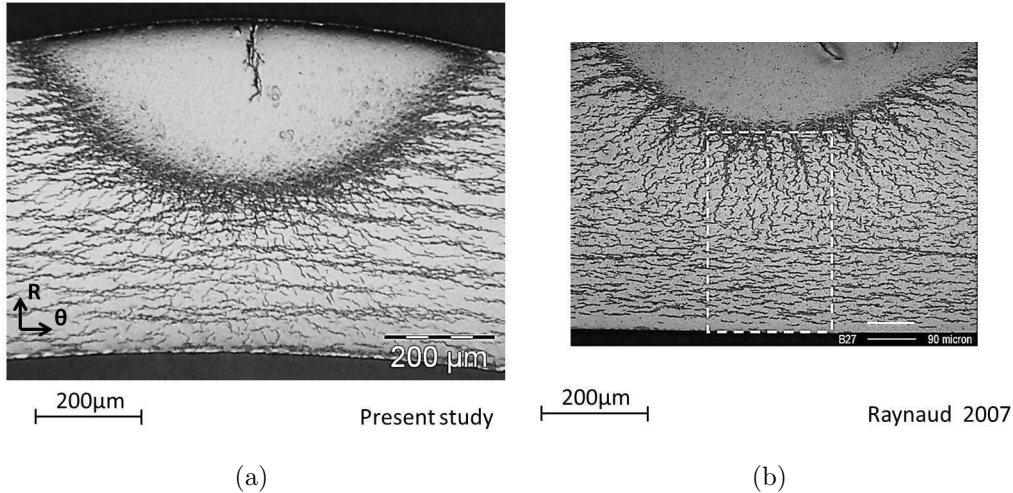 R
θ
200 µm
200µm
Present study
B27 90 micron
200µm
Raynaud 2007
(a)
(b)